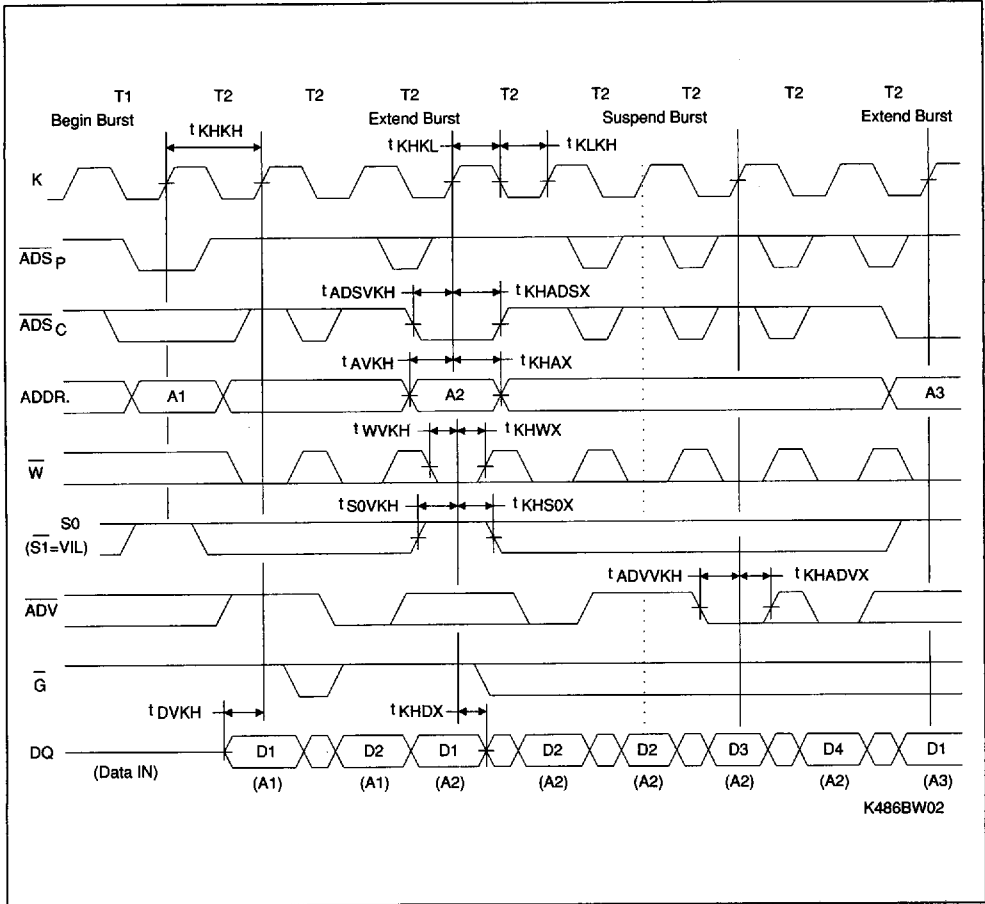 T1 T2 T2 T2 T2 T2 T2 T2 T2
Begin Burst Extend Burst Suspend Burst Extend Burst
t KHKH
t KHKL
t KLKH
K
ADS P
t ADSVKH
t KHADSX
ADS C
t AVKH
t KHAX
ADDR. A1 A2 A3
t WVKH
t KHWX
W
t S0VKH
t KHS0X
S0
(S1=VIL)
t ADVVKH
t KHADVX
ADV
G
t DVKH
t KHDX
DQ D1 D2 D1 D2 D2 D3 D4 D1
(Data IN) (A1) (A1) (A2) (A2) (A2) (A2) (A2) (A3)
K486BW02